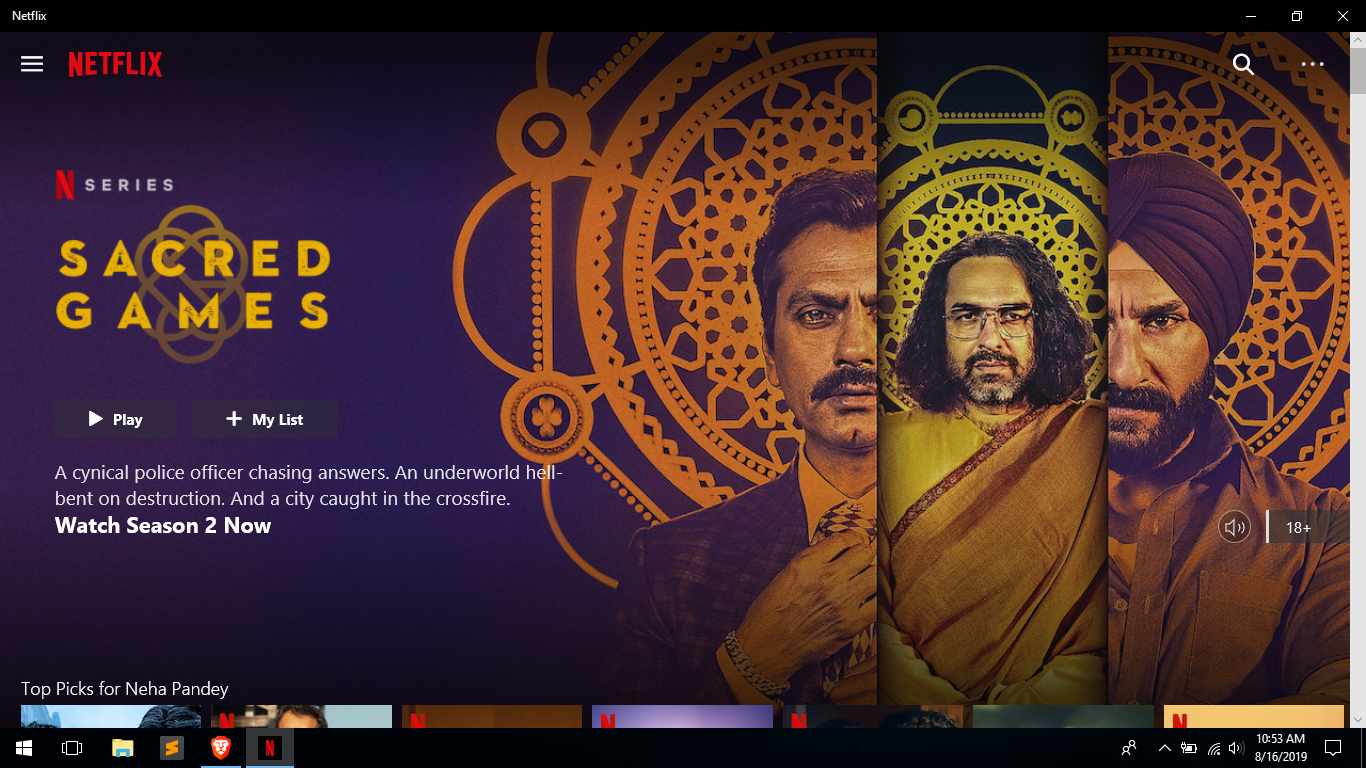 Netflix
NETFLIX
N SERIES
SACRED
GAMES
Play
My List
A cynical police officer chasing answers. An underworld hell-
bent on destruction. And a city caught in the crossfire.
Watch Season 2 Now
18+
Top Picks for Neha Pandey
N N N N N
N
10:53 AM
8/16/2019